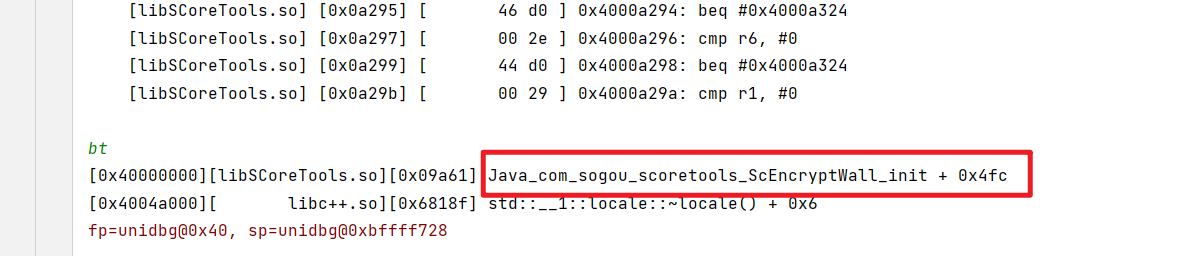 [libSCoreTools.so] [0x0a295] [ 46 d0 ] 0x4000a294: beq #0x4000a324
[libSCoreTools.so] [0x0a297] [ 00 2e ] 0x4000a296: cmp r6, #0
[libSCoreTools.so] [0x0a299] [ 44 d0 ] 0x4000a298: beq #0x4000a324
[libSCoreTools.so] [0x0a29b] [ 00 29 ] 0x4000a29a: cmp r1, #0
bt
[0x40000000][libSCoreTools.so][0x09a61] Java_com_sogou_scoretools_ScEncryptWall_init + 0x4fc
[0x4004a000][ libc++.so][0x6818f] std::__1::locale::~locale() + 0x6
fp=unidbg@0x40, sp=unidbg@0xbffff728